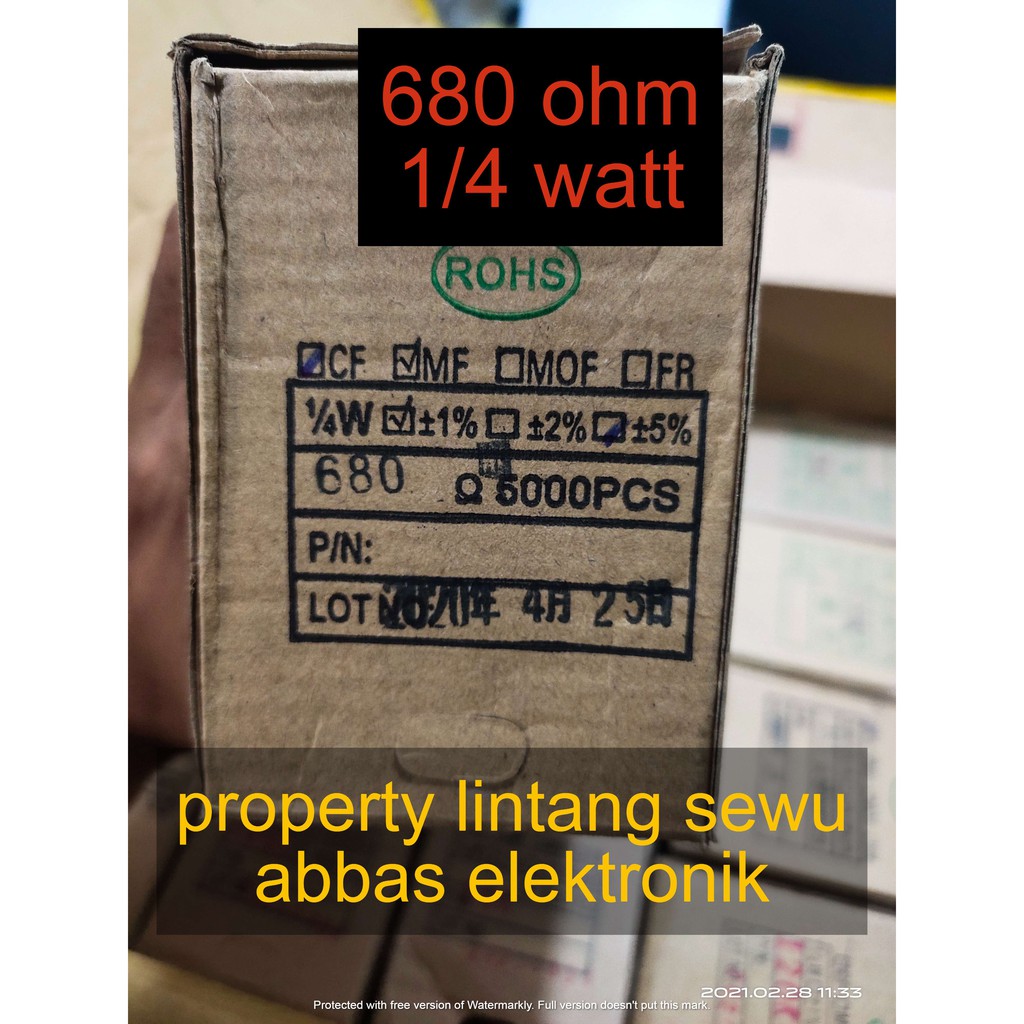 680 ohm
1/4 watt
ROHS
CF MF MOF FR
¼W ±1% ±2% ±5%
680 Ω 5000PCS
P/N:
LOT NO: 2020年 4月 25日
property lintang sewu
abbas elektronik
2021.02.28 11:33
Protected with free version of Watermarkly. Full version doesn't put this mark.